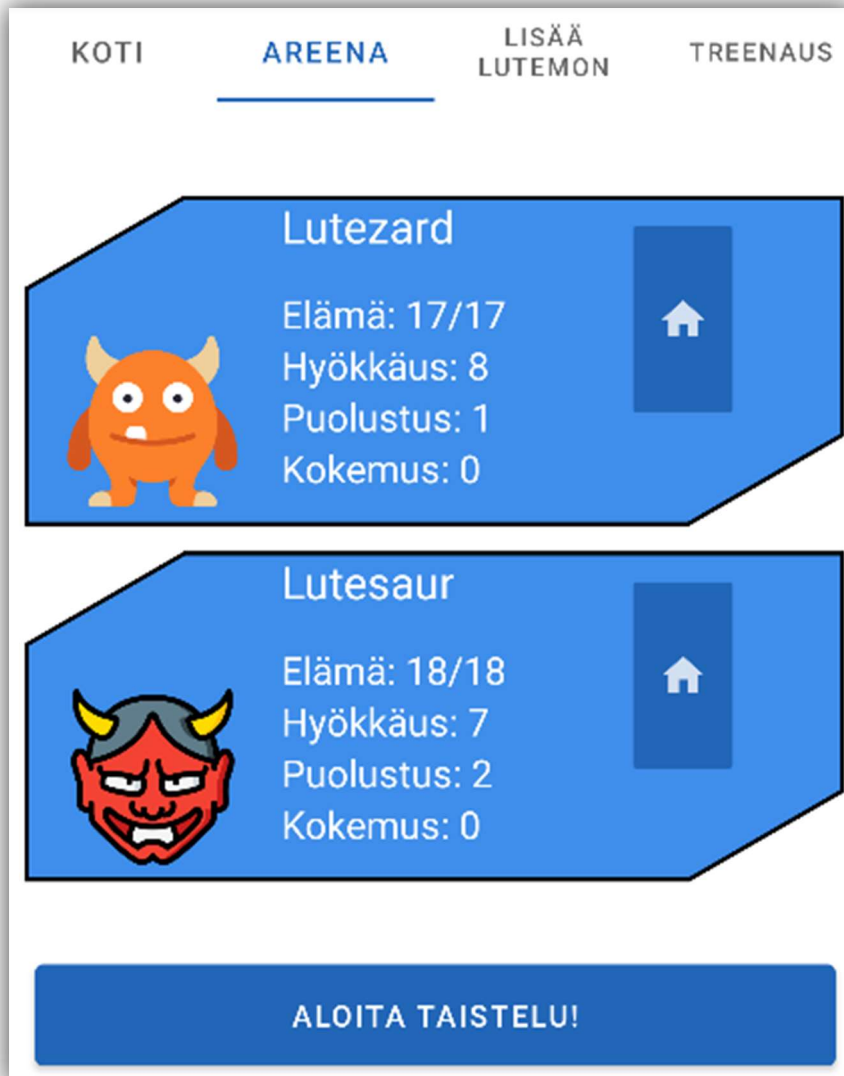 KOTI
AREENA
LISÄÄ
LUTEMON
TREENAUS
Lutezard
Elämä: 17/17
Hyökkäus: 8
Puolustus: 1
Kokemus: 0
Lutesaur
Elämä: 18/18
Hyökkäus: 7
Puolustus: 2
Kokemus: 0
ALOITA TAISTELU!